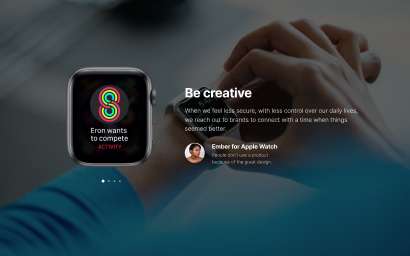 Be creative
When we feel less secure, with less control over our daily lives,
we reach out to brands to connect with a time when things
seemed better.
Eron wants
to compete
ACTIVITY
Ember for Apple Watch
People don't use a product
because of the great design.